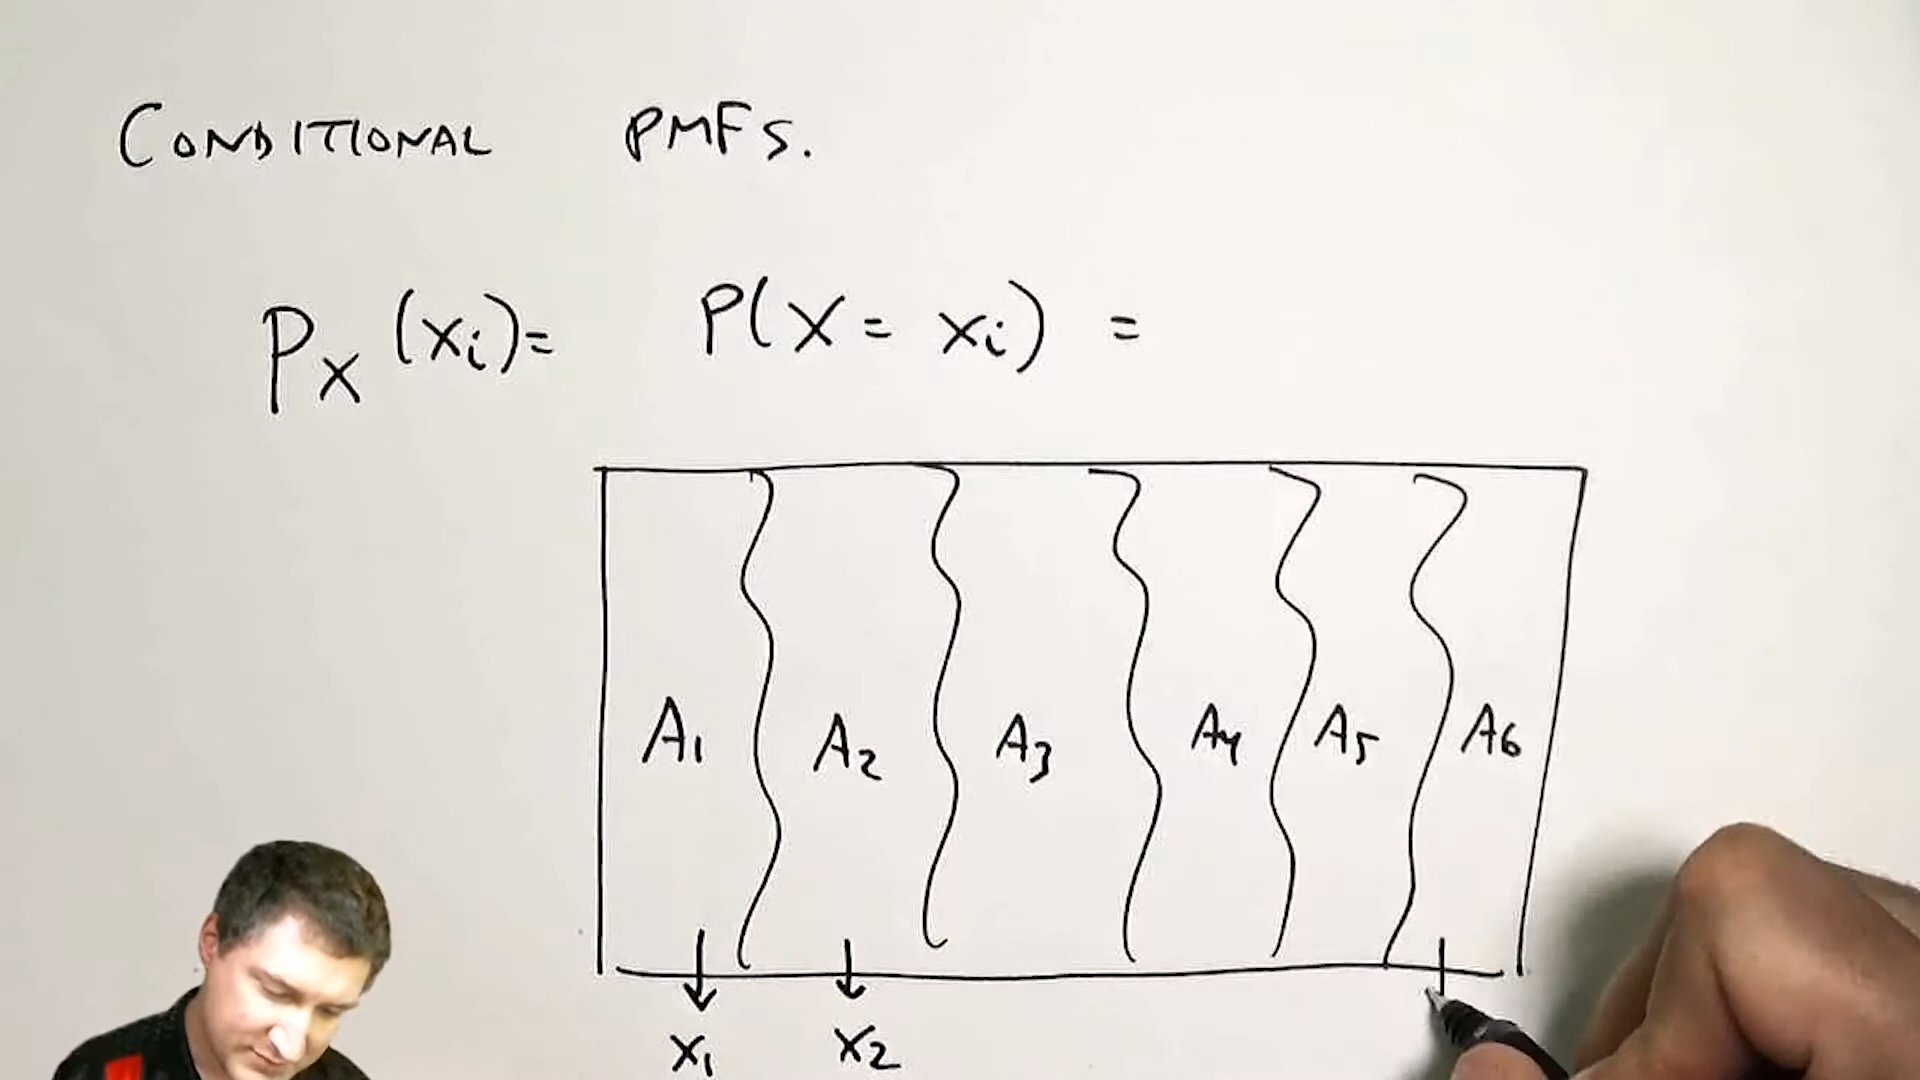 CONDITIONAL PMFs.
Px (xi) = P(X = xi) =
A1 A2 A3 A4 A5 A6
x1 x2